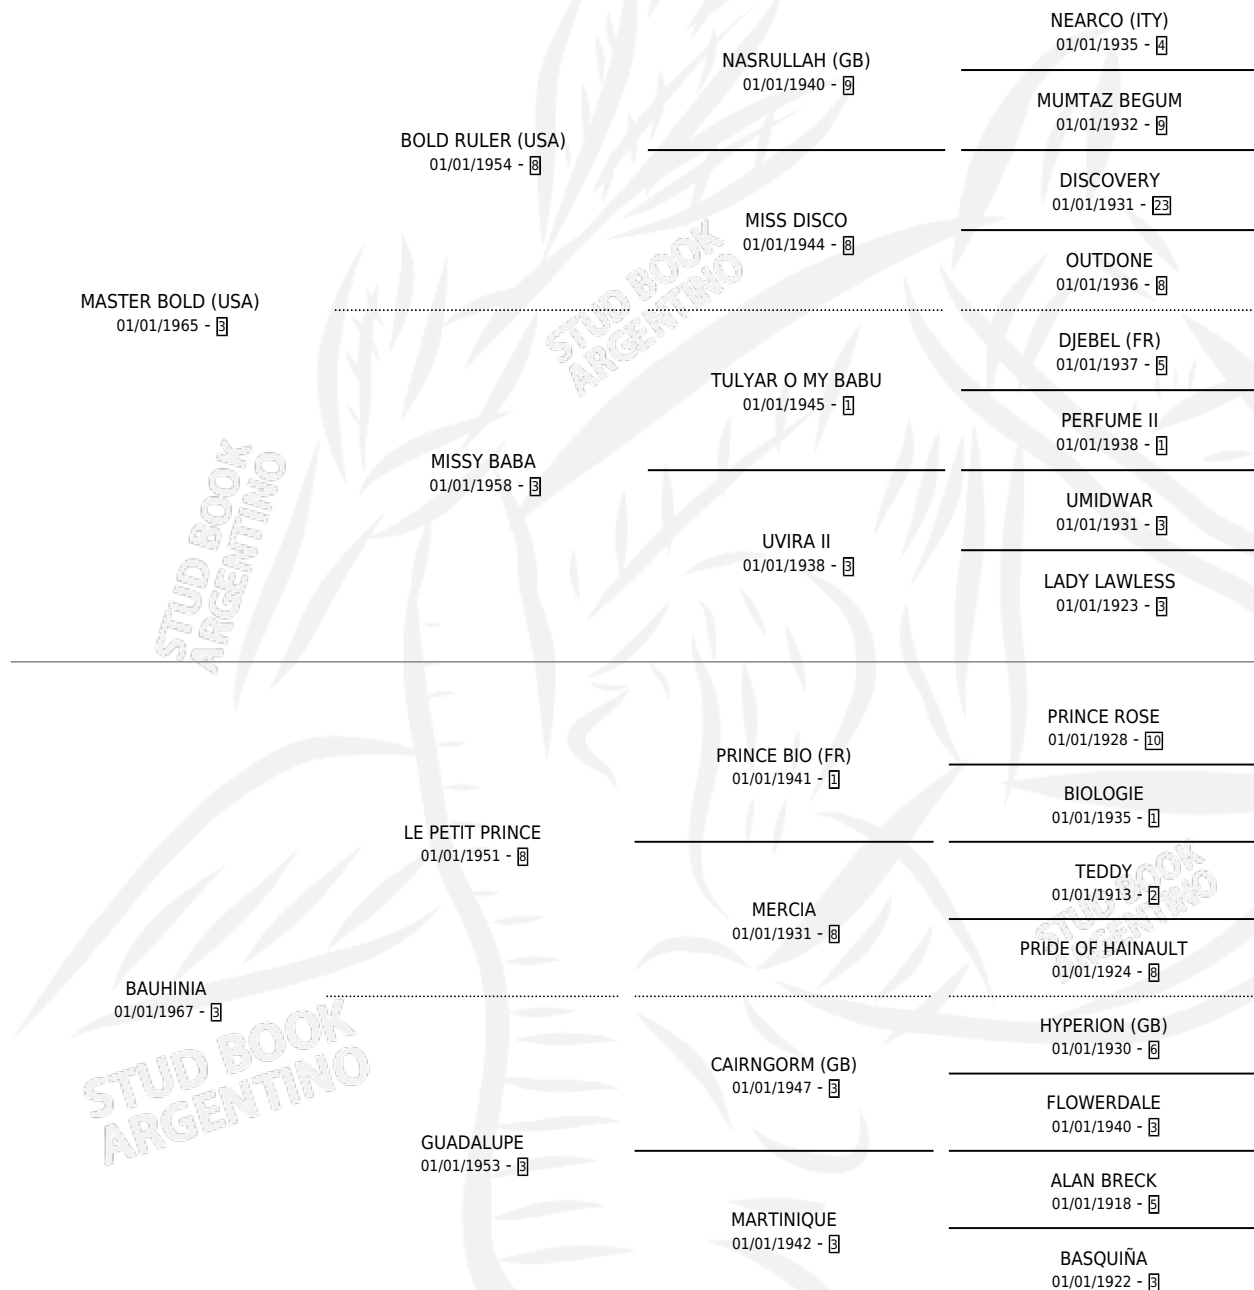 NEARCO (ITY)
01/01/1935 - 4
NASRULLAH (GB)
01/01/1940 - 9
MUMTAZ BEGUM
01/01/1932 - 9
BOLD RULER (USA)
01/01/1954 - 8
DISCOVERY
01/01/1931 - 23
MISS DISCO
01/01/1944 - 8
OUTDONE
01/01/1936 - 8
MASTER BOLD (USA)
01/01/1965 - 3
STUD BOOK
ARGENTINO
DJEBEL (FR)
01/01/1937 - 5
TULYAR O MY BABU
01/01/1945 - 1
PERFUME II
01/01/1938 - 1
MISSY BABA
01/01/1958 - 3
UMIDWAR
01/01/1931 - 3
UVIRA II
01/01/1938 - 3
LADY LAWLESS
01/01/1923 - 3
STUD BOOK
ARGENTINO
PRINCE ROSE
01/01/1928 - 10
PRINCE BIO (FR)
01/01/1941 - 1
BIOLOGIE
01/01/1935 - 1
LE PETIT PRINCE
01/01/1951 - 8
TEDDY
01/01/1913 - 2
MERCIA
01/01/1931 - 8
PRIDE OF HAINAULT
01/01/1924 - 8
STUD BOOK
ARGENTINO
BAUHINIA
01/01/1967 - 3
HYPERION (GB)
01/01/1930 - 6
CAIRNGORM (GB)
01/01/1947 - 3
FLOWERDALE
01/01/1940 - 3
STUD BOOK
ARGENTINO
GUADALUPE
01/01/1953 - 3
ALAN BRECK
01/01/1918 - 5
MARTINIQUE
01/01/1942 - 3
BASQUIÑA
01/01/1922 - 3